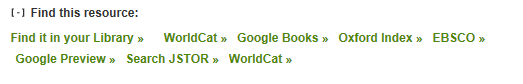 [-] Find this resource:
Find it in your Library » WorldCat » Google Books » Oxford Index » EBSCO »
Google Preview » Search JSTOR » WorldCat »